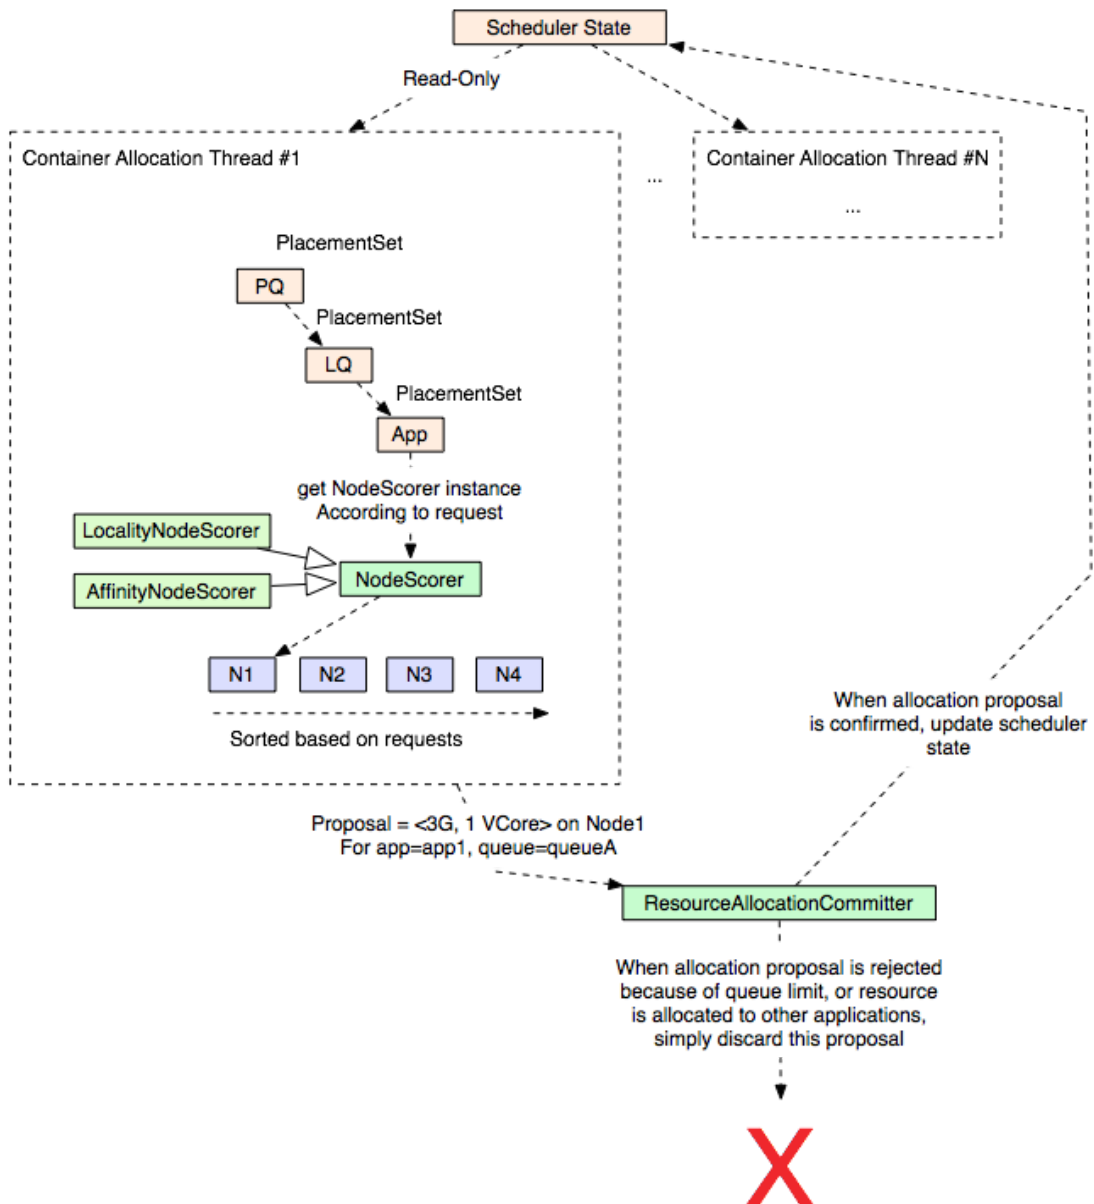 Scheduler State
Read-Only
Container Allocation Thread #1
...
Container Allocation Thread #N
...
PlacementSet
PQ
PlacementSet
LQ
PlacementSet
App
get NodeScorer instance
According to request
LocalityNodeScorer
AffinityNodeScorer
NodeScorer
N1
N2
N3
N4
Sorted based on requests
When allocation proposal
is confirmed, update scheduler
state
Proposal = <3G, 1 VCore> on Node1
For app=app1, queue=queueA
ResourceAllocationCommitter
When allocation proposal is rejected
because of queue limit, or resource
is allocated to other applications,
simply discard this proposal
X